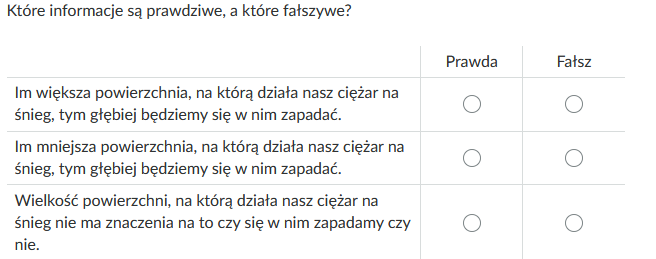 Które informacje są prawdziwe, a które fałszywe?
Prawda Fałsz
Im większa powierzchnia, na którą działa nasz ciężar na
śnieg, tym głębiej będziemy się w nim zapadać.
Im mniejsza powierzchnia, na którą działa nasz ciężar na
śnieg, tym głębiej będziemy się w nim zapadać.
Wielkość powierzchni, na którą działa nasz ciężar na
śnieg nie ma znaczenia na to czy się w nim zapadamy czy
nie.